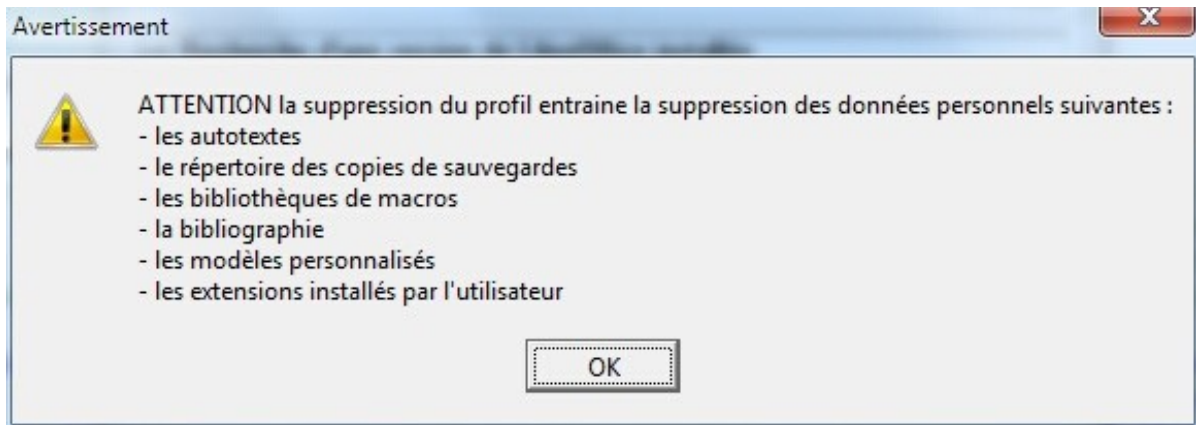 Avertissement
ATTENTION la suppression du profil entraine la suppression des données personnels suivantes :
- les autotextes
- le répertoire des copies de sauvegardes
- les bibliothèques de macros
- la bibliographie
- les modèles personnalisés
- les extensions installés par l'utilisateur
OK